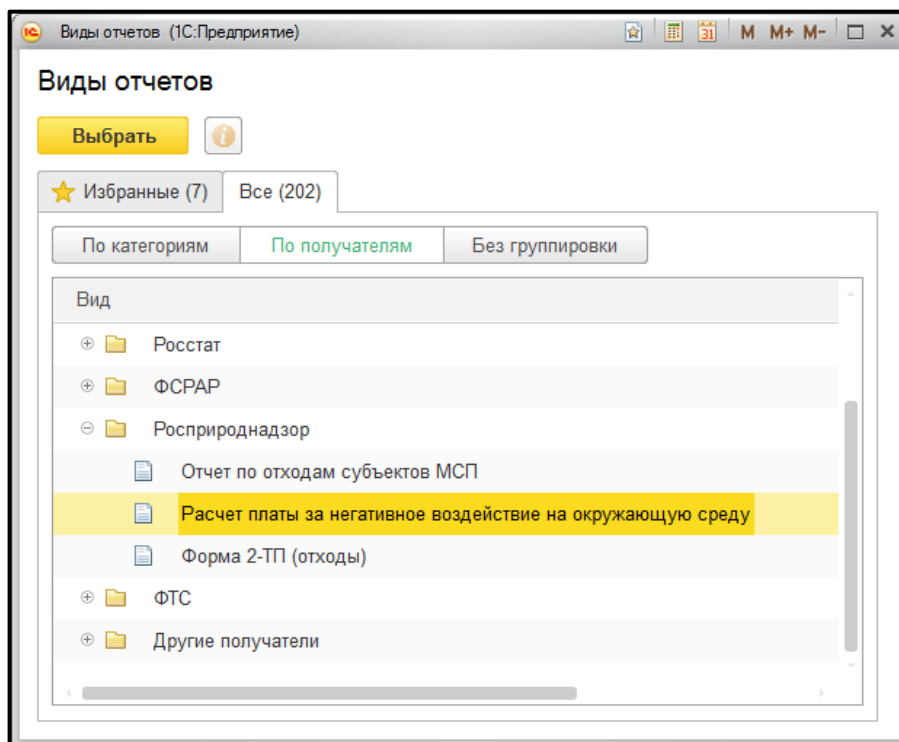 1С Виды отчетов (1С:Предприятие) 31 M M+ M-
Виды отчетов
Выбрать i
Избранные (7) Все (202)
По категориям По получателям Без группировки
Вид
Росстат
ФСРАР
Росприроднадзор
Отчет по отходам субъектов МСП
Расчет платы за негативное воздействие на окружающую среду
Форма 2-ТП (отходы)
ФТС
Другие получатели